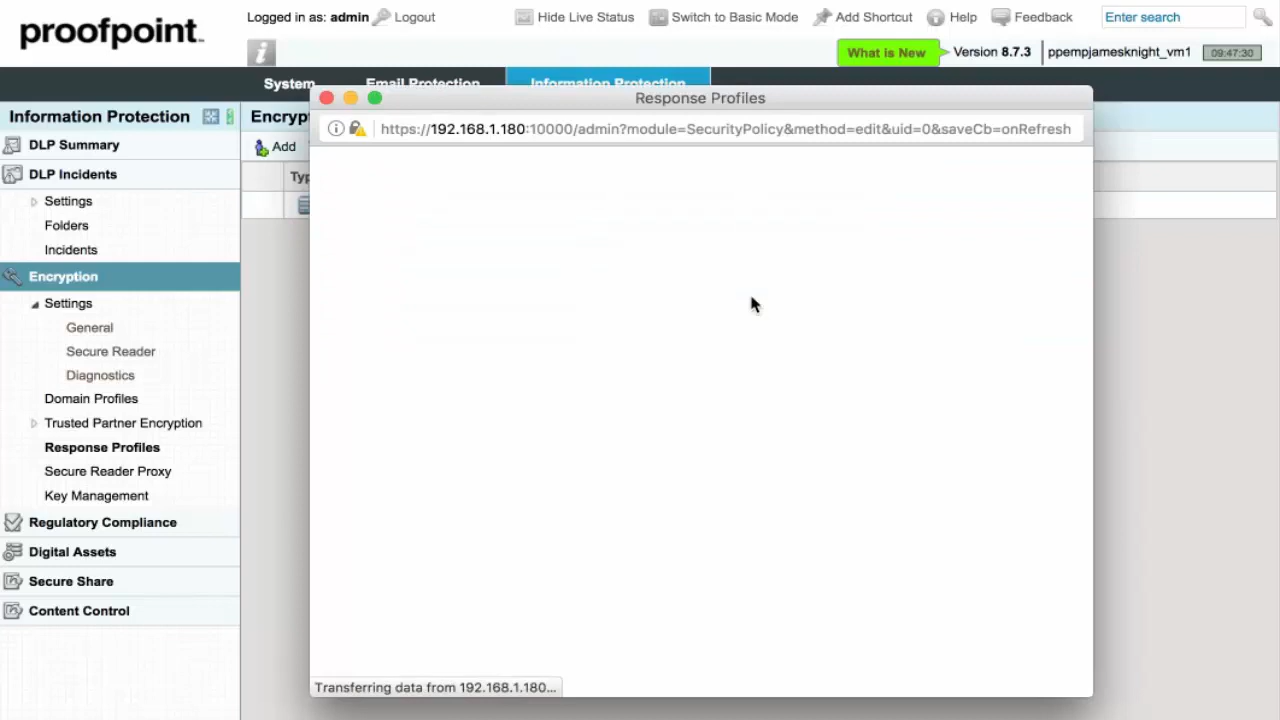 proofpoint
Logged in as: admin Logout
Hide Live Status Switch to Basic Mode Add Shortcut Help Feedback Enter search
What is New Version 8.7.3 ppempjamesknight_vm1 09:47:30
System Email Protection Information Protection
Information Protection
DLP Summary
DLP Incidents
Settings
Folders
Incidents
Encryption
Settings
General
Secure Reader
Diagnostics
Domain Profiles
Trusted Partner Encryption
Response Profiles
Secure Reader Proxy
Key Management
Regulatory Compliance
Digital Assets
Secure Share
Content Control
Encryp
Add
Typ
Response Profiles
https://192.168.1.180:10000/admin?module=SecurityPolicy&method=edit&uid=0&saveCb=onRefresh
Transferring data from 192.168.1.180...